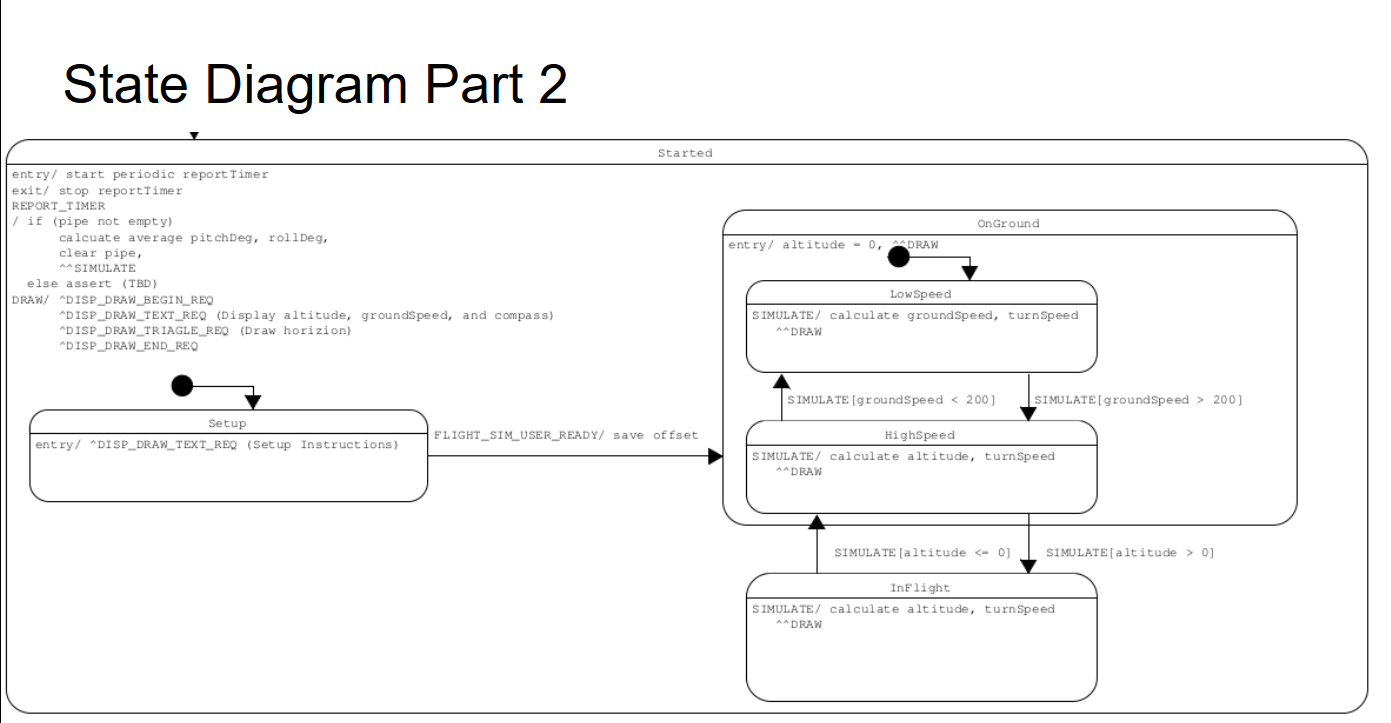 State Diagram Part 2
Started
entry/ start periodic reportTimer
exit/ stop reportTimer
REPORT_TIMER
/ if (pipe not empty)
calcuate average pitchDeg, rollDeg,
clear pipe,
^^SIMULATE
else assert (TBD)
DRAW/ ^DISP_DRAW_BEGIN_REQ
^DISP_DRAW_TEXT_REQ (Display altitude, groundSpeed, and compass)
^DISP_DRAW_TRIAGLE_REQ (Draw horizion)
^DISP_DRAW_END_REQ
Setup
entry/ ^DISP_DRAW_TEXT_REQ (Setup Instructions)
FLIGHT_SIM_USER_READY/ save offset
OnGround
entry/ altitude = 0, ^^DRAW
LowSpeed
SIMULATE/ calculate groundSpeed, turnSpeed
^^DRAW
SIMULATE[groundSpeed < 200]
SIMULATE[groundSpeed > 200]
HighSpeed
SIMULATE/ calculate altitude, turnSpeed
^^DRAW
SIMULATE[altitude <= 0]
SIMULATE[altitude > 0]
InFlight
SIMULATE/ calculate altitude, turnSpeed
^^DRAW